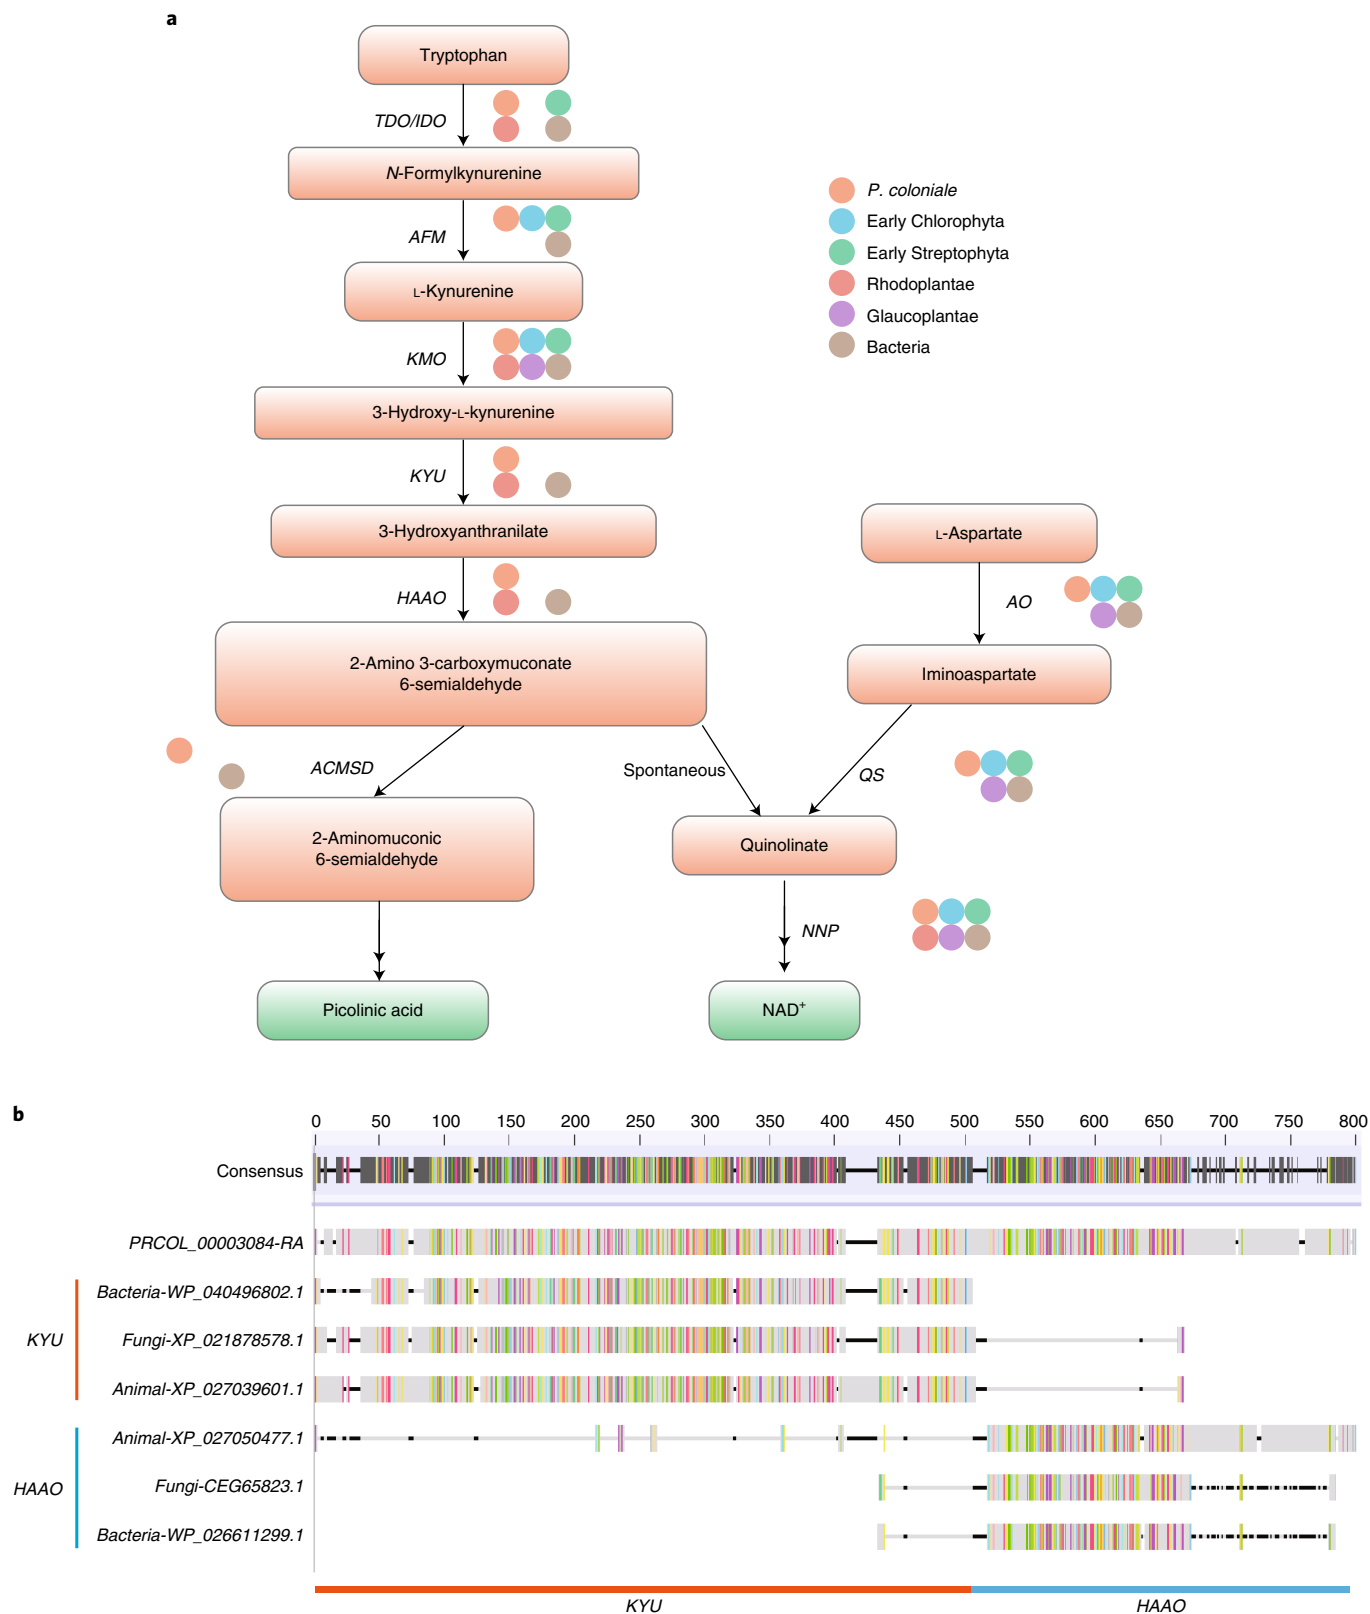 a
Tryptophan
TDO/IDO
N-Formylkynurenine
P. coloniale
Early Chlorophyta
Early Streptophyta
Rhodoplantae
Glaucoplantae
Bacteria
AFM
L-Kynurenine
KMO
3-Hydroxy-L-kynurenine
KYU
3-Hydroxyanthranilate
L-Aspartate
HAAO
AO
2-Amino 3-carboxymuconate
6-semialdehyde
Iminoaspartate
ACMSD
Spontaneous
QS
2-Aminomuconic
6-semialdehyde
Quinolinate
NNP
Picolinic acid
NAD+
b
0 50 100 150 200 250 300 350 400 450 500 550 600 650 700 750 800
Consensus
PRCOL_00003084-RA
Bacteria-WP_040496802.1
KYU
Fungi-XP_021878578.1
Animal-XP_027039601.1
Animal-XP_027050477.1
HAAO
Fungi-CEG65823.1
Bacteria-WP_026611299.1
KYU
HAAO